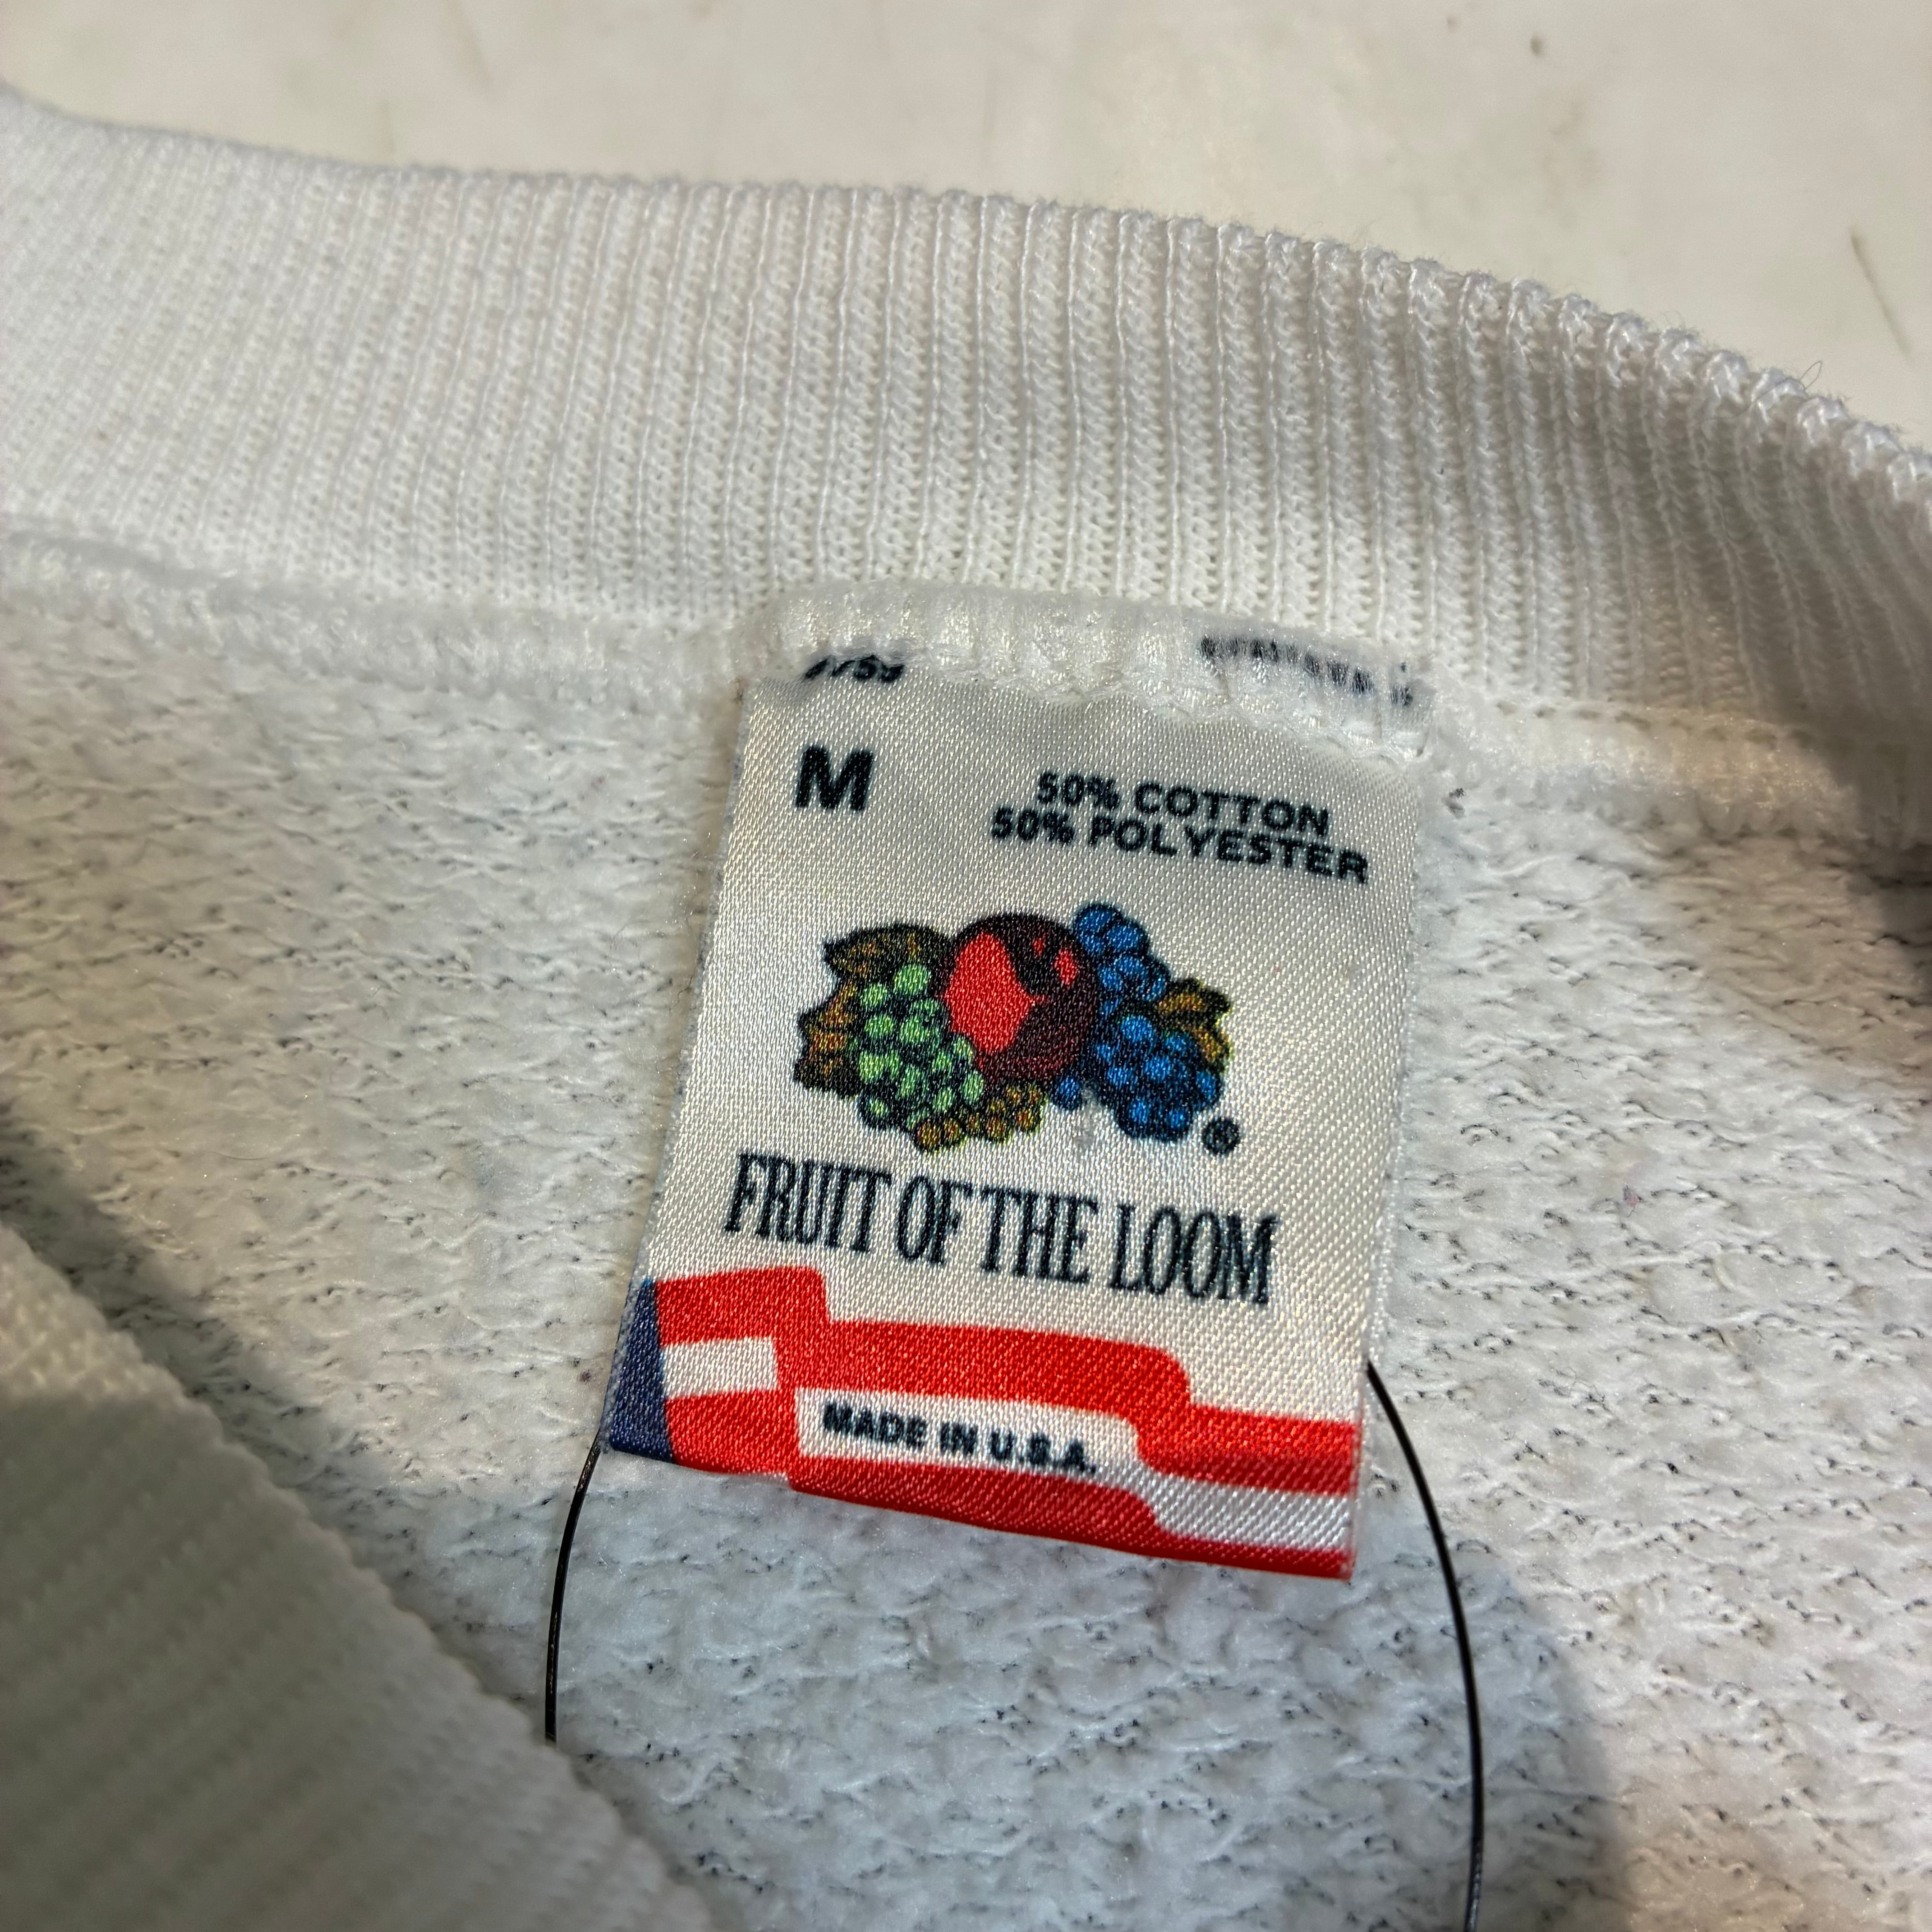 M
50% COTTON
50% POLYESTER
®
FRUIT OF THE LOOM
MADE IN U.S.A.